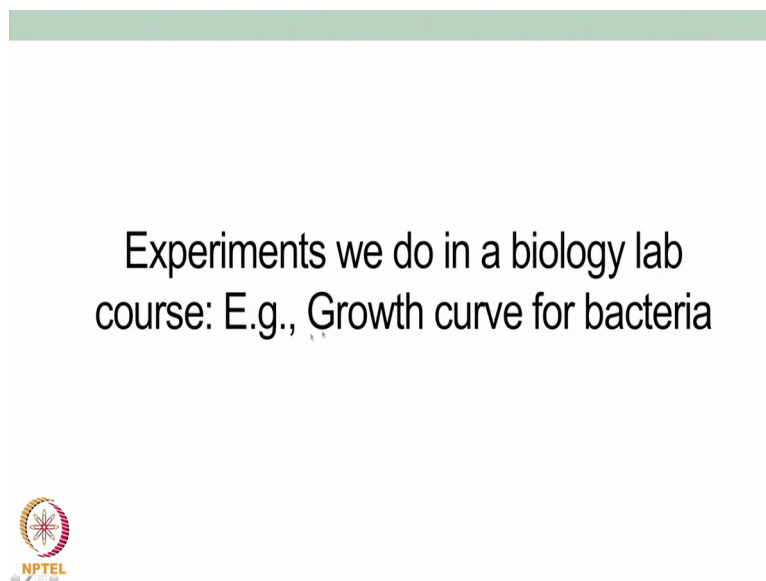 Experiments we do in a biology lab
course: E.g., Growth curve for bacteria
NPTEL